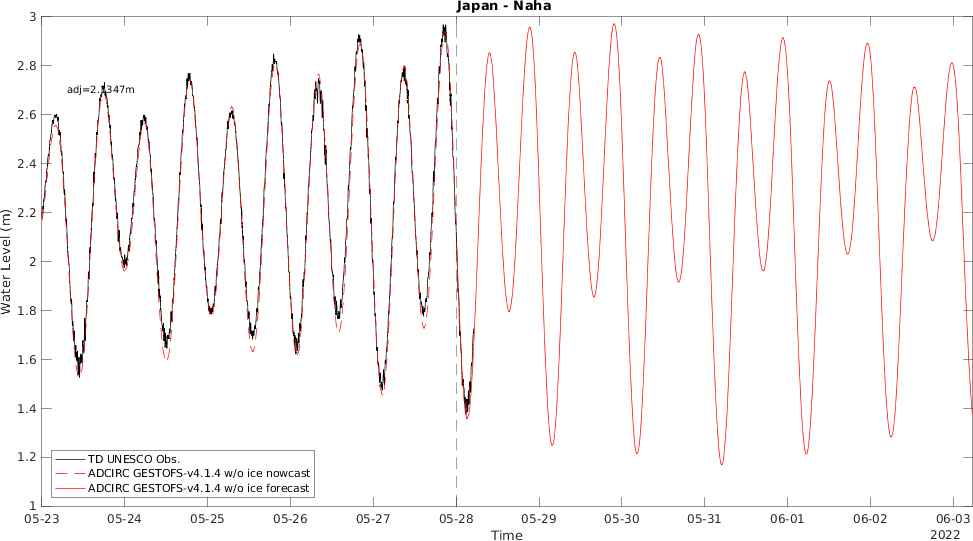 Japan - Naha
3
2.8
2.6
2.4
2.2
2
1.8
1.6
1.4
1.2
1
Water Level (m)
TD UNESCO Obs.
ADCIRC GESTOFS-v4.1.4 w/o ice nowcast
ADCIRC GESTOFS-v4.1.4 w/o ice forecast
05-23 05-24 05-25 05-26 05-27 05-28 05-29 05-30 05-31 06-01 06-02 06-03
Time
2022